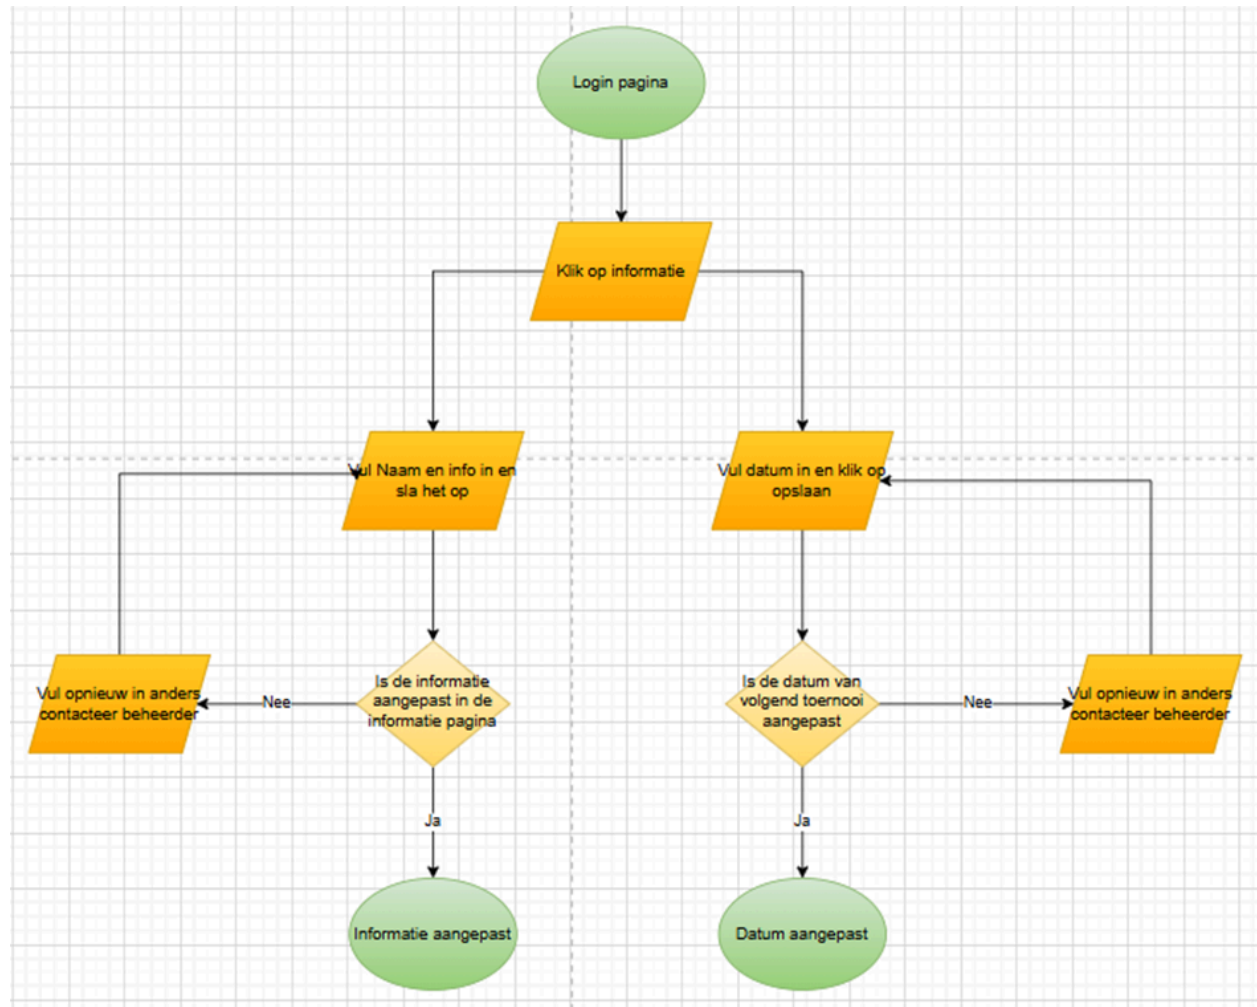 Login pagina
Klik op informatie
Vul Naam en info in en
sla het op
Vul datum in en klik op
opslaan
Vul opnieuw in anders
contacteer beheerder
Nee
Is de informatie
aangepast in de
informatie pagina
Is de datum van
volgend toernooi
aangepast
Nee
Vul opnieuw in anders
contacteer beheerder
Ja
Ja
Informatie aangepast
Datum aangepast